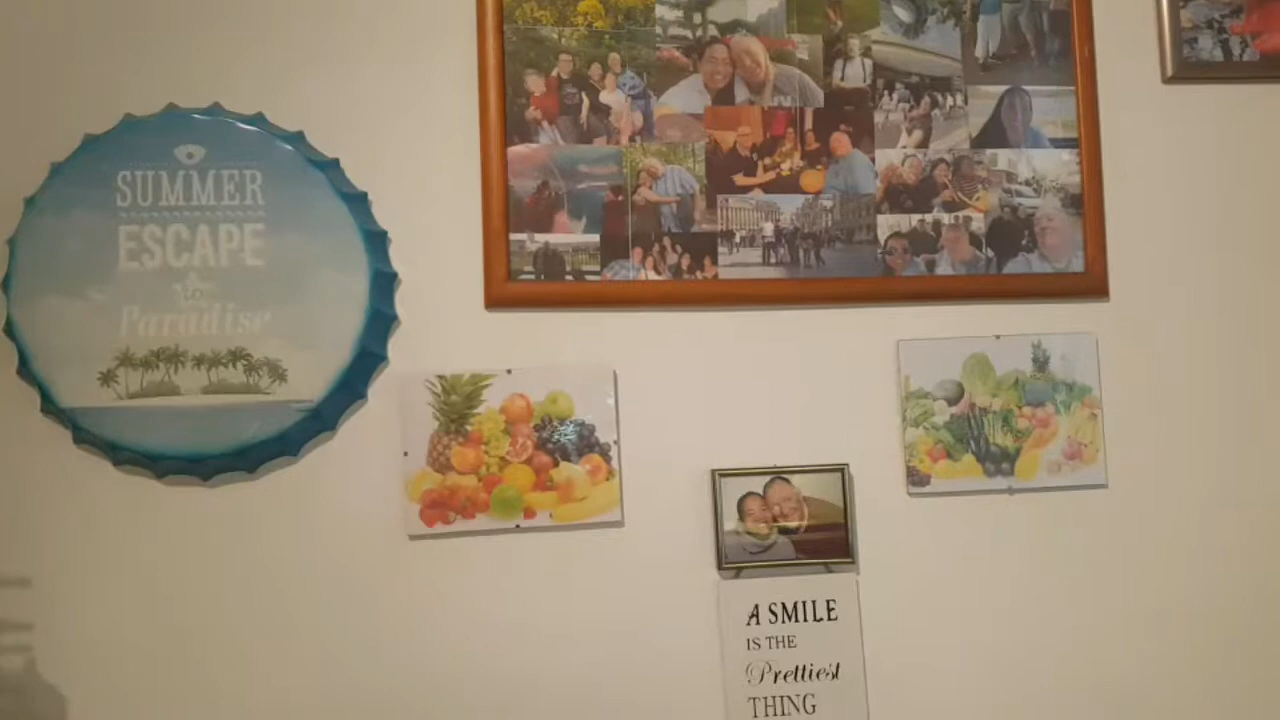 SUMMER
ESCAPE
to
Paradise
A SMILE
IS THE
Prettiest
THING